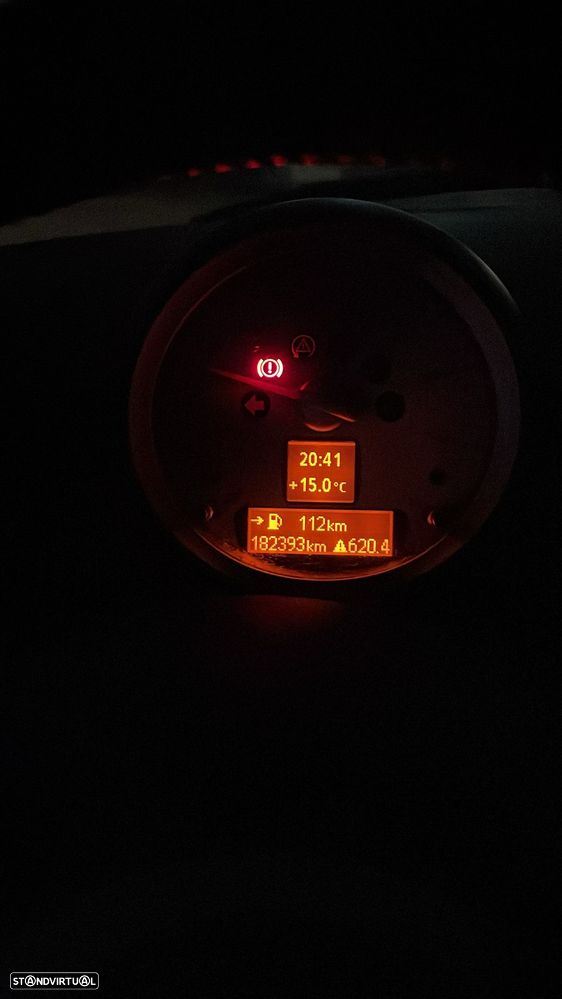 20:41
+15.0°C
→ 112km
182393km 620.4
STANDVIRTUAL